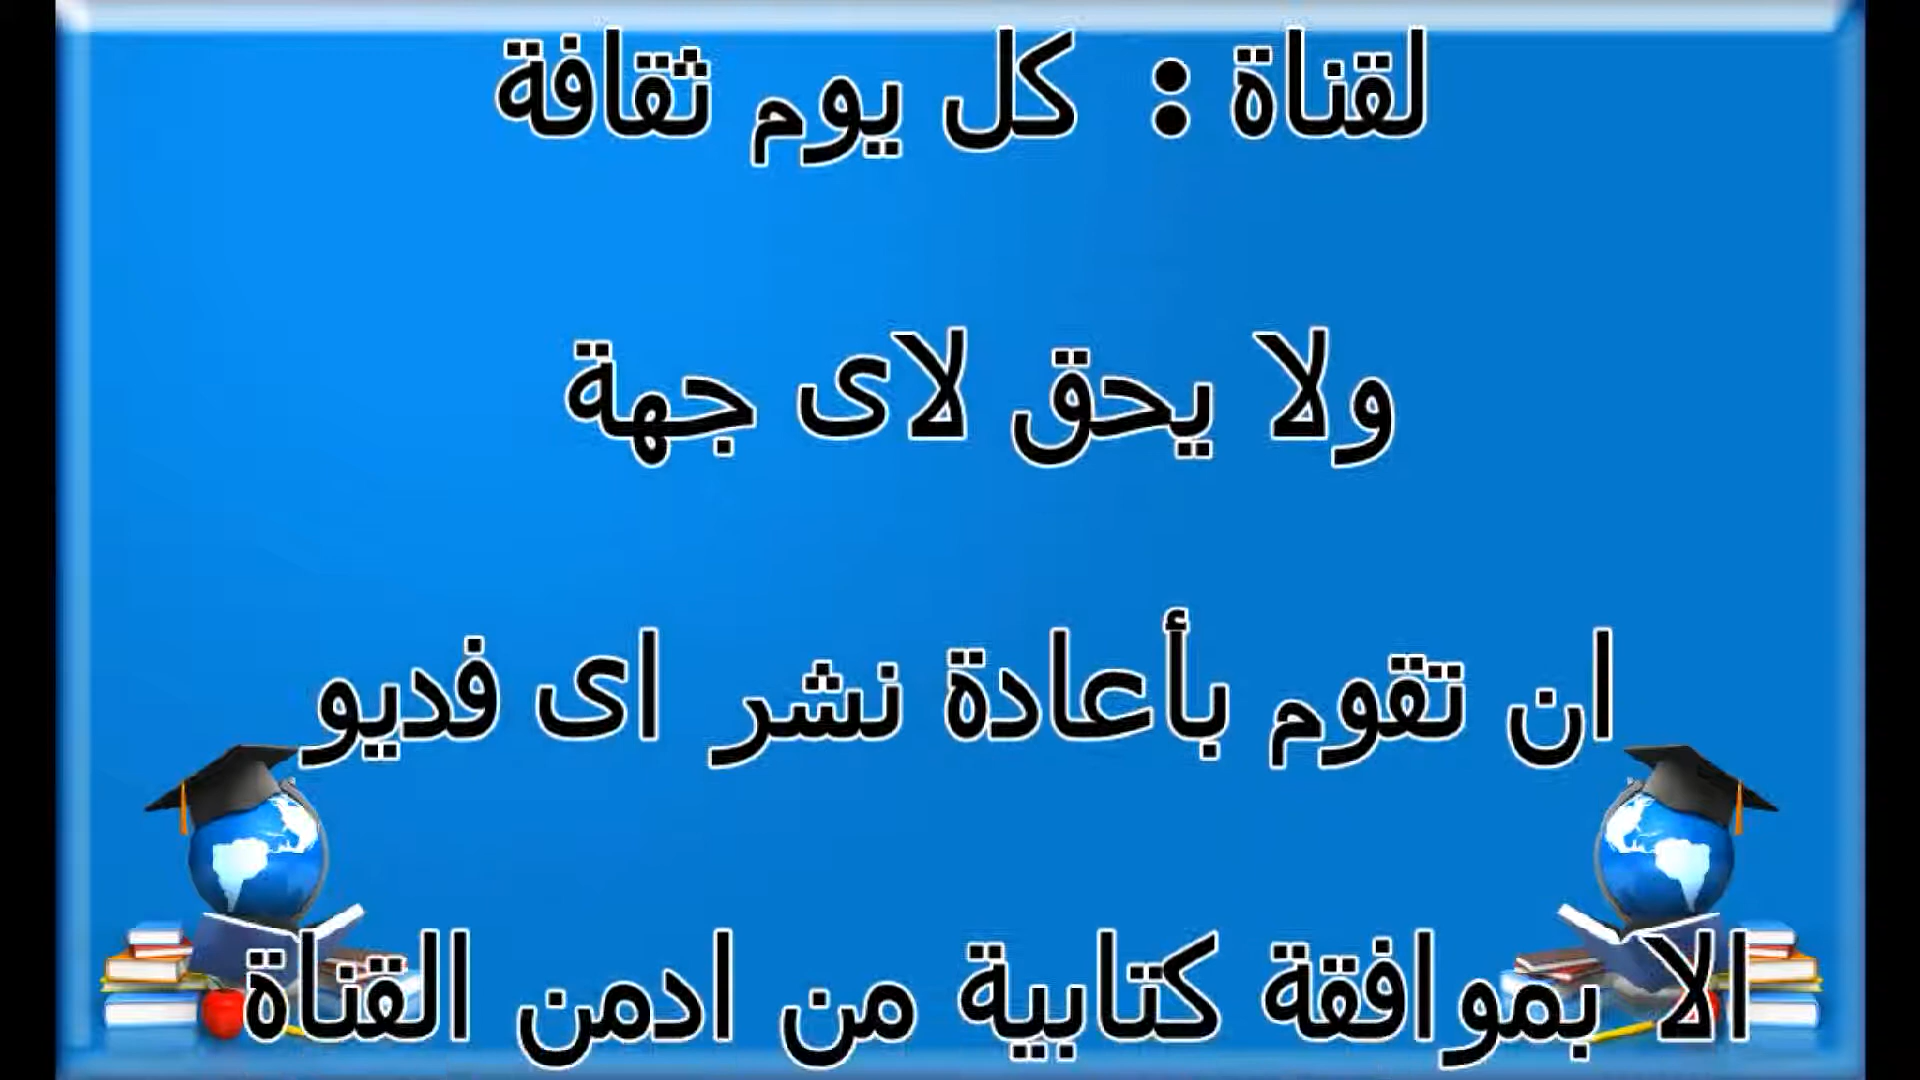 لقناة : كل يوم ثقافة
ولا يحق لاى جهة
ان تقوم بأعادة نشر اى فديو
الا بموافقة كتابية من ادمن القناة